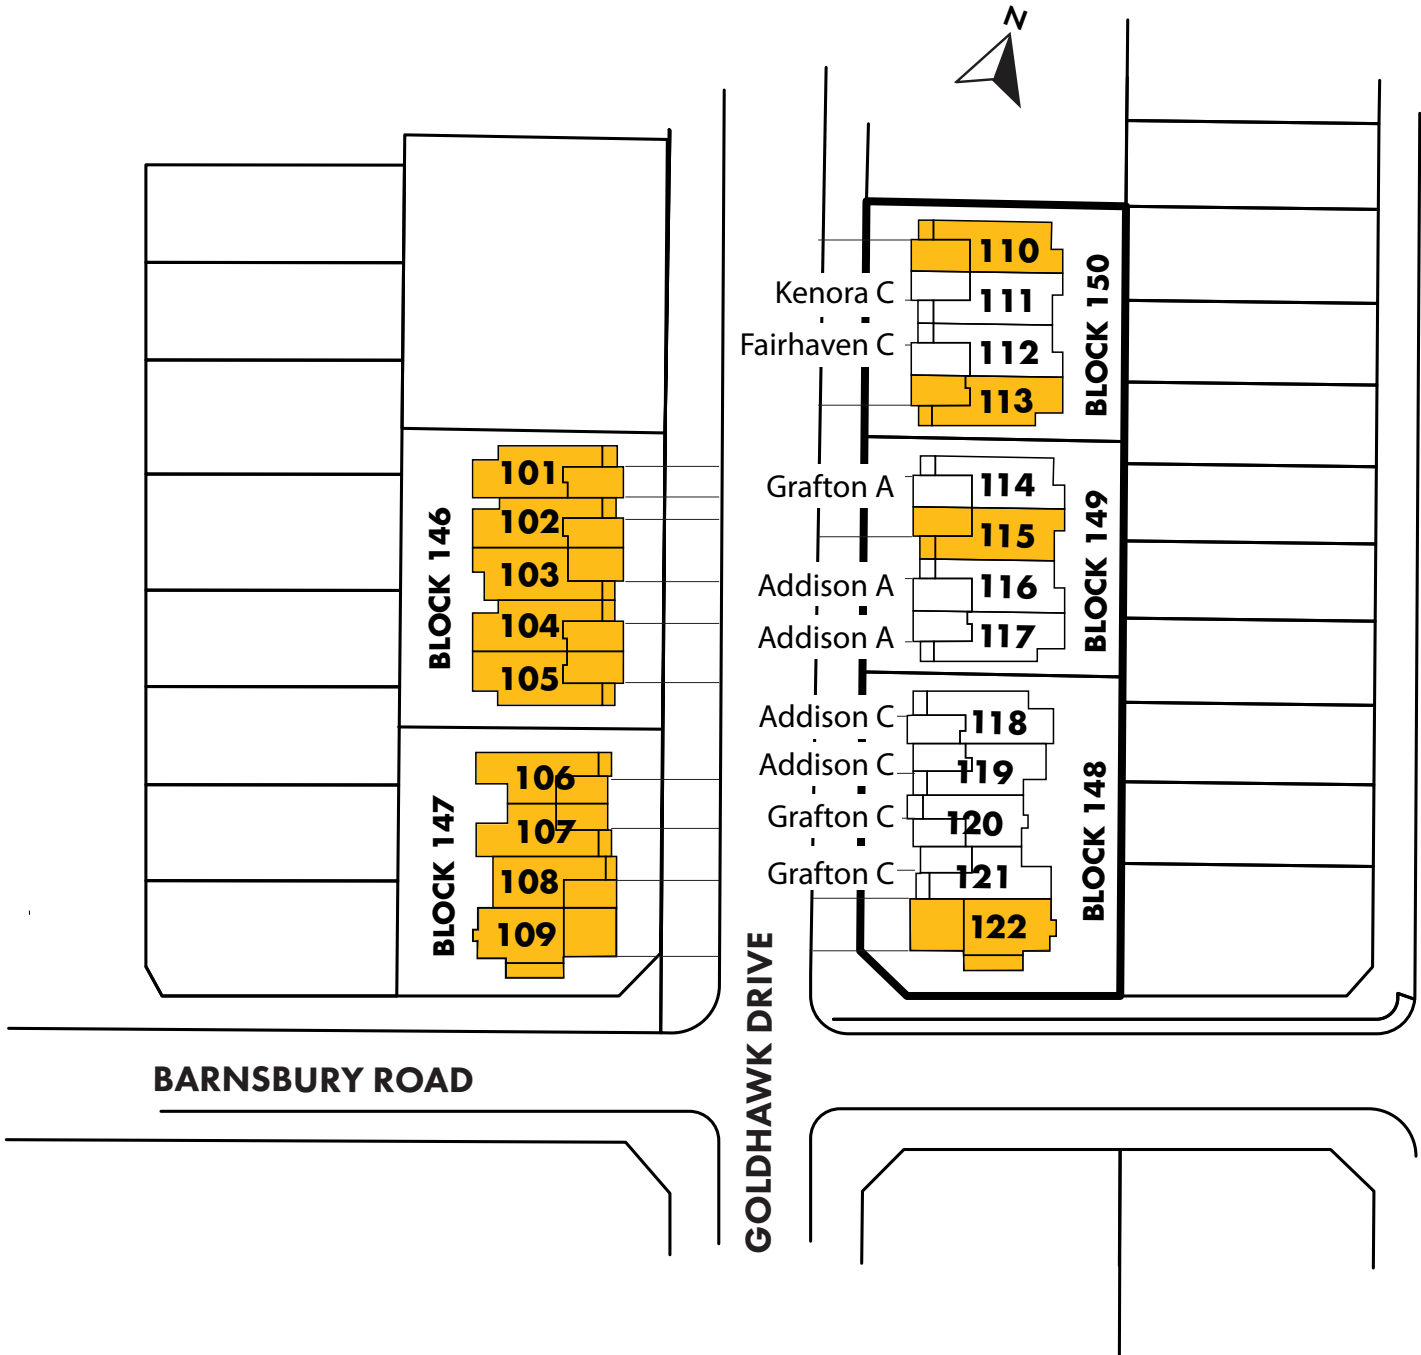 N
110
Kenora C
111
Fairhaven C
112
113
BLOCK 150
101
102
103
104
105
BLOCK 146
Grafton A
114
115
Addison A
116
Addison A
117
BLOCK 149
106
107
108
109
BLOCK 147
Addison C
118
Addison C
119
Grafton C
120
Grafton C
121
122
BLOCK 148
GOLDHAWK DRIVE
BARNSBURY ROAD